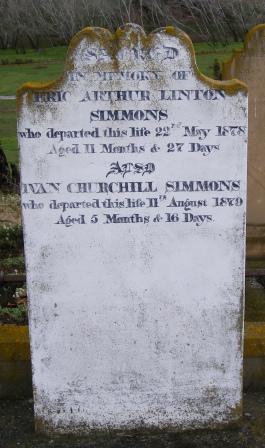 SACRED
IN MEMORY OF
ERIC ARTHUR LINTON
SIMMONS
who departed this life 22nd May 1878
Aged 11 Months & 27 Days
ALSO
IVAN CHURCHILL SIMMONS
who departed this life 11th August 1879
Aged 5 Months & 16 Days.